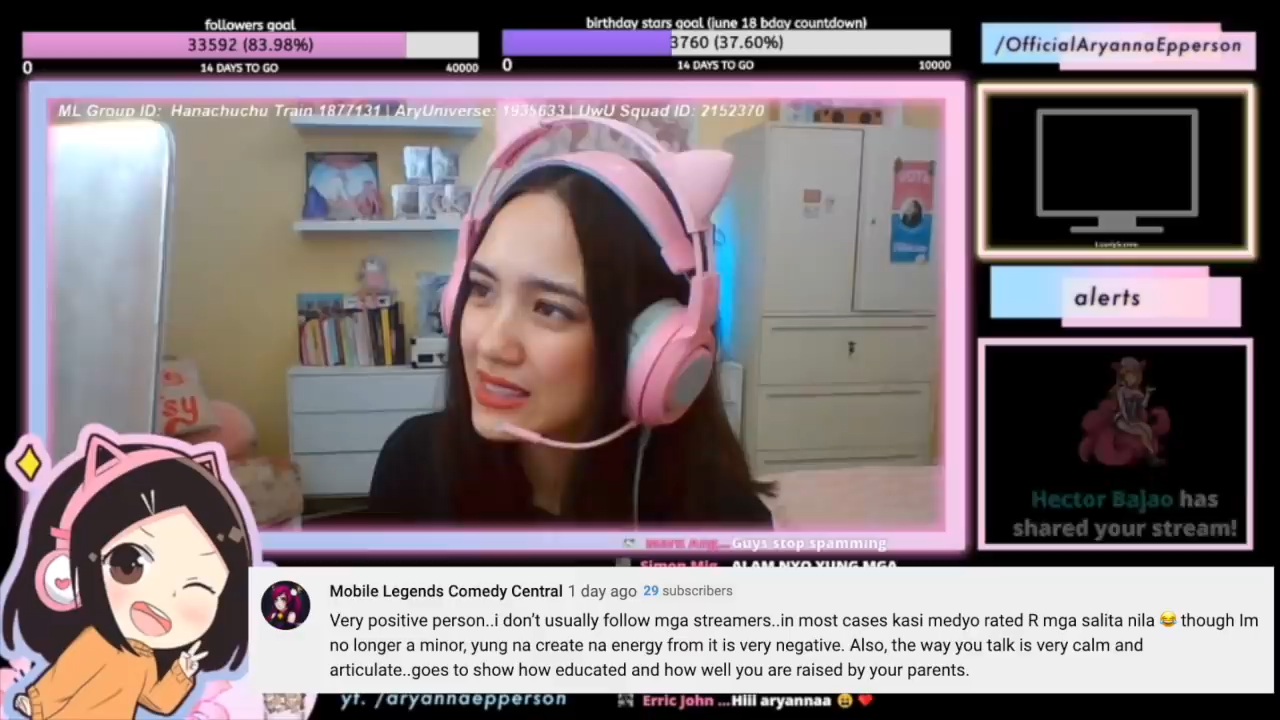 followers goal
33592 (83.98%)
0 14 DAYS TO GO 40000
birthday stars goal (june 18 bday countdown)
3760 (37.60%)
0 14 DAYS TO GO 10000
/OfficialAryannaEpperson
ML Group ID: Hanachuchu Train 1877131 | AryUniverse: 1935633 | UwU Squad ID: 2152370
alerts
Hector Bajao has
shared your stream!
Guys stop spamming
ALAM NYO YUNG MGA
Mobile Legends Comedy Central 1 day ago 29 subscribers
Very positive person..i don't usually follow mga streamers..in most cases kasi medyo rated R mga salita nila 😂 though Im
no longer a minor, yung na create na energy from it is very negative. Also, the way you talk is very calm and
articulate..goes to show how educated and how well you are raised by your parents.
yt. /aryannaepperson
Erric John ... Hiii aryannaa 😆 ❤️